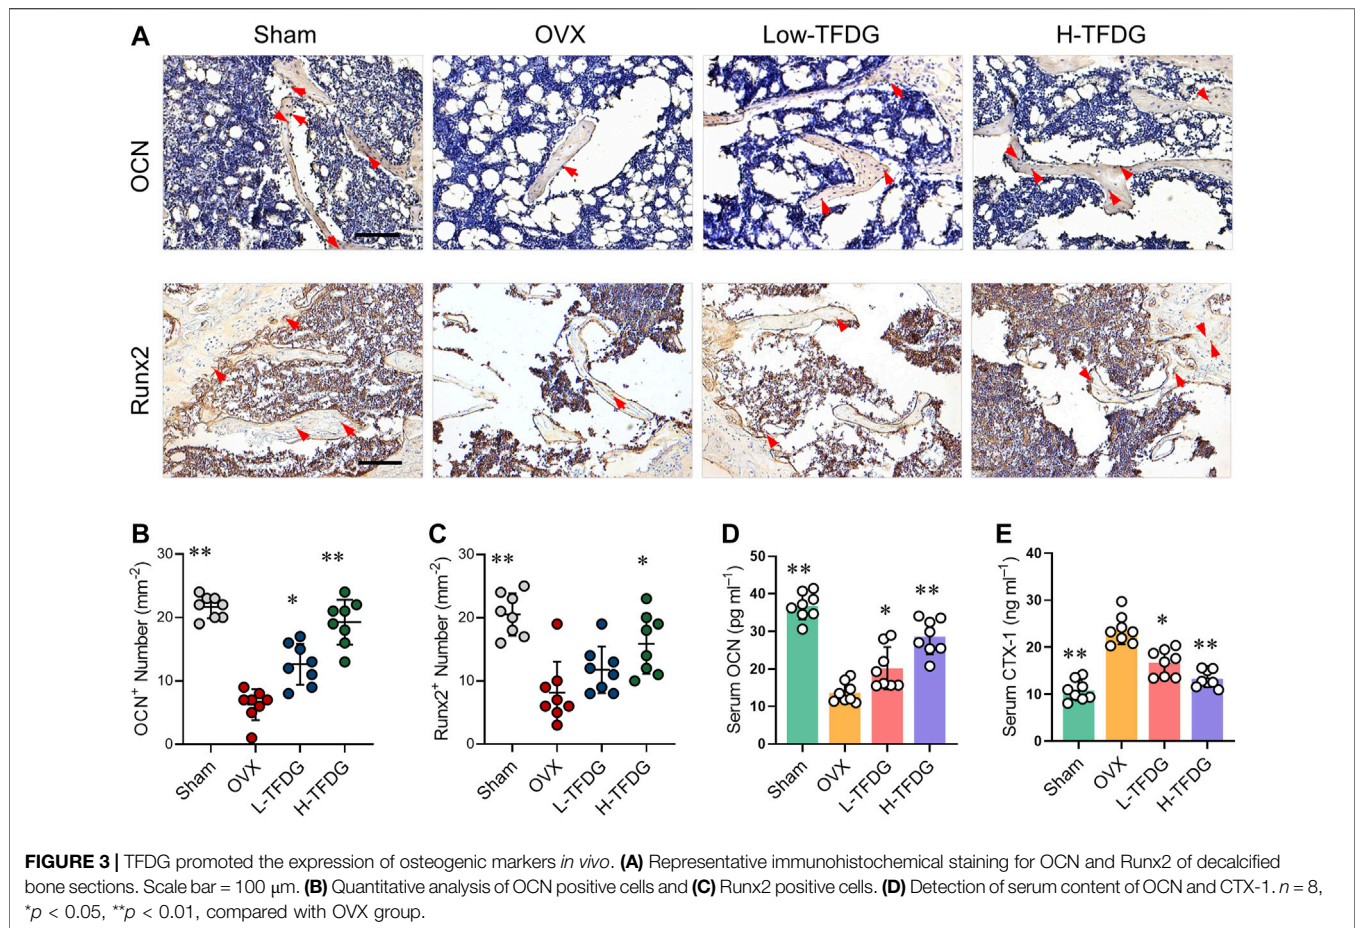 A
Sham
OVX
Low-TFDG
H-TFDG
OCN
Runx2
B
OCN⁺ Number (mm⁻²)
30
20
10
0
**
*
**
Sham
OVX
L-TFDG
H-TFDG
C
Runx2⁺ Number (mm⁻²)
30
20
10
0
**
*
Sham
OVX
L-TFDG
H-TFDG
D
Serum OCN (pg ml⁻¹)
50
40
30
20
10
0
**
*
**
Sham
OVX
L-TFDG
H-TFDG
E
Serum CTX-1 (ng ml⁻¹)
40
30
20
10
0
**
*
**
Sham
OVX
L-TFDG
H-TFDG
FIGURE 3 | TFDG promoted the expression of osteogenic markers in vivo. (A) Representative immunohistochemical staining for OCN and Runx2 of decalcified
bone sections. Scale bar = 100 μm. (B) Quantitative analysis of OCN positive cells and (C) Runx2 positive cells. (D) Detection of serum content of OCN and CTX-1. n = 8,
*p < 0.05, **p < 0.01, compared with OVX group.